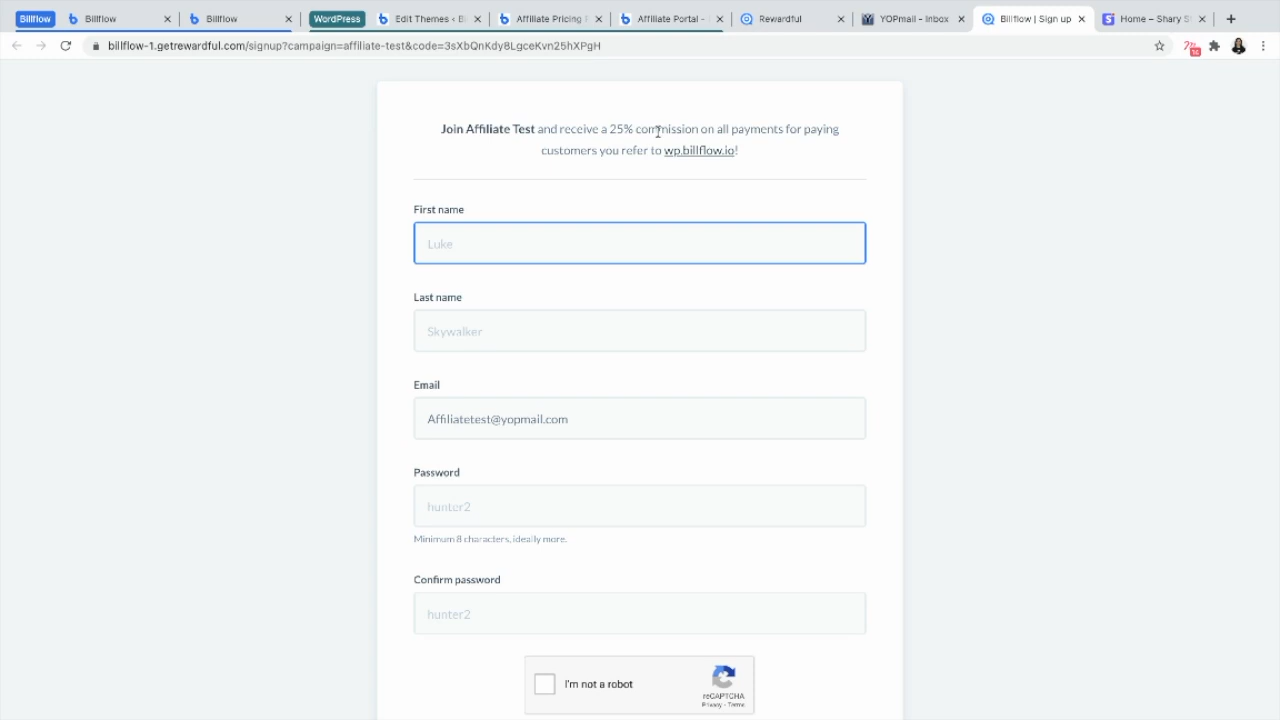 Billflow
Billflow
Billflow
WordPress
Edit Themes < Bi
Affiliate Pricing
Affiliate Portal -
Rewardful
YOPmail - Inbox
Billflow | Sign up
Home – Shary S
billflow-1.getrewardful.com/signup?campaign=affiliate-test&code=3sXbQnKdy8LgceKvn25hXPgH
Join Affiliate Test and receive a 25% commission on all payments for paying
customers you refer to wp.billflow.io!
First name
Luke
Last name
Skywalker
Email
Affiliatetest@yopmail.com
Password
hunter2
Minimum 8 characters, ideally more.
Confirm password
hunter2
I'm not a robot
reCAPTCHA
Privacy - Terms